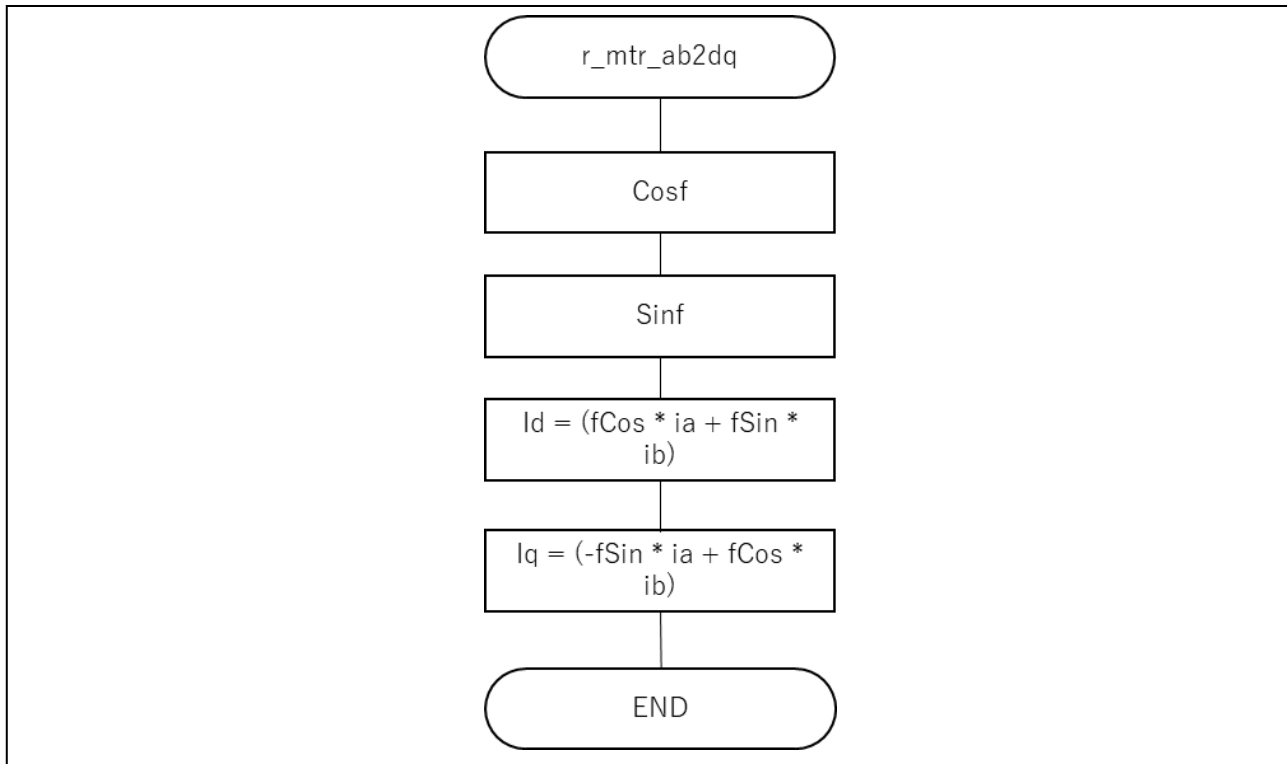 r_mtr_ab2dq
Cosf
Sinf
Id = (fCos * ia + fSin *
ib)
Iq = (-fSin * ia + fCos *
ib)
END